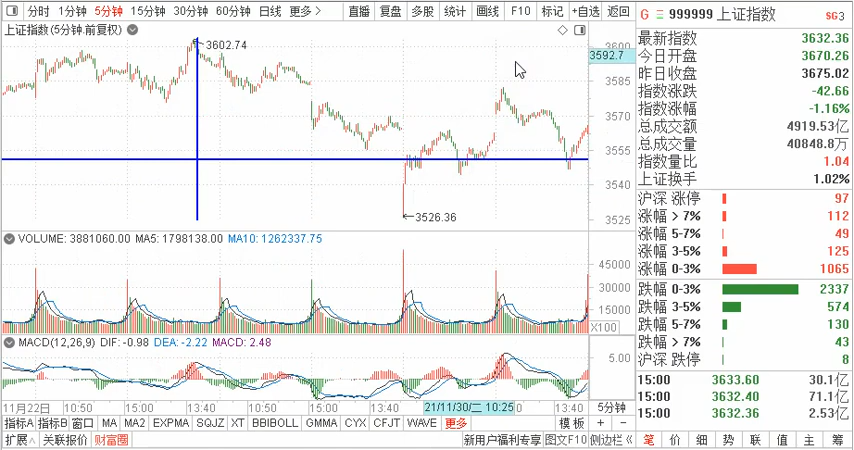 分时 1分钟 5分钟 15分钟 30分钟 60分钟 日线 更多 > 直播 复盘 多股 统计 画线 F10 标记 +自选 返回
G 999999 上证指数 SG3
上证指数(5分钟.前复权)
3602.74
3600
3592.7
3585
3570
3555
3540
3525
3526.36
最新指数 3632.36
今日开盘 3670.26
昨日收盘 3675.02
指数涨跌 -42.66
指数涨幅 -1.16%
总成交额 4919.53亿
总成交量 40848.8万
指数量比 1.04
上证换手 1.02%
沪深 涨停 97
涨幅 > 7% 112
涨幅 5-7% 49
涨幅 3-5% 125
涨幅 0-3% 1065
跌幅 0-3% 2337
跌幅 3-5% 574
跌幅 5-7% 130
跌幅 > 7% 43
沪深 跌停 8
VOLUME: 3881060.00 MA5: 1798138.00 MA10: 1262337.75
45000
30000
15000
X100
MACD(12,26,9) DIF: -0.98 DEA: -2.22 MACD: 2.48
5.00
0.00
15:00 3633.60 30.1亿
15:00 3632.40 71.1亿
15:00 3632.36 2.53亿
11月22日 10:50 15:00 13:40 10:50 15:00 13:40 21/11/30/二 10:25 0 13:40 5分钟
指标A 指标B 窗口 MA MA2 EXPMA SQJZ XT BBIBOLL GMMA CYX CFJT WAVE 更多 模板 + −
扩展∧ 关联报价 财富圈 新用户福利专享 图文F10 侧边栏《 笔 价 细 势 联 值 主 筹